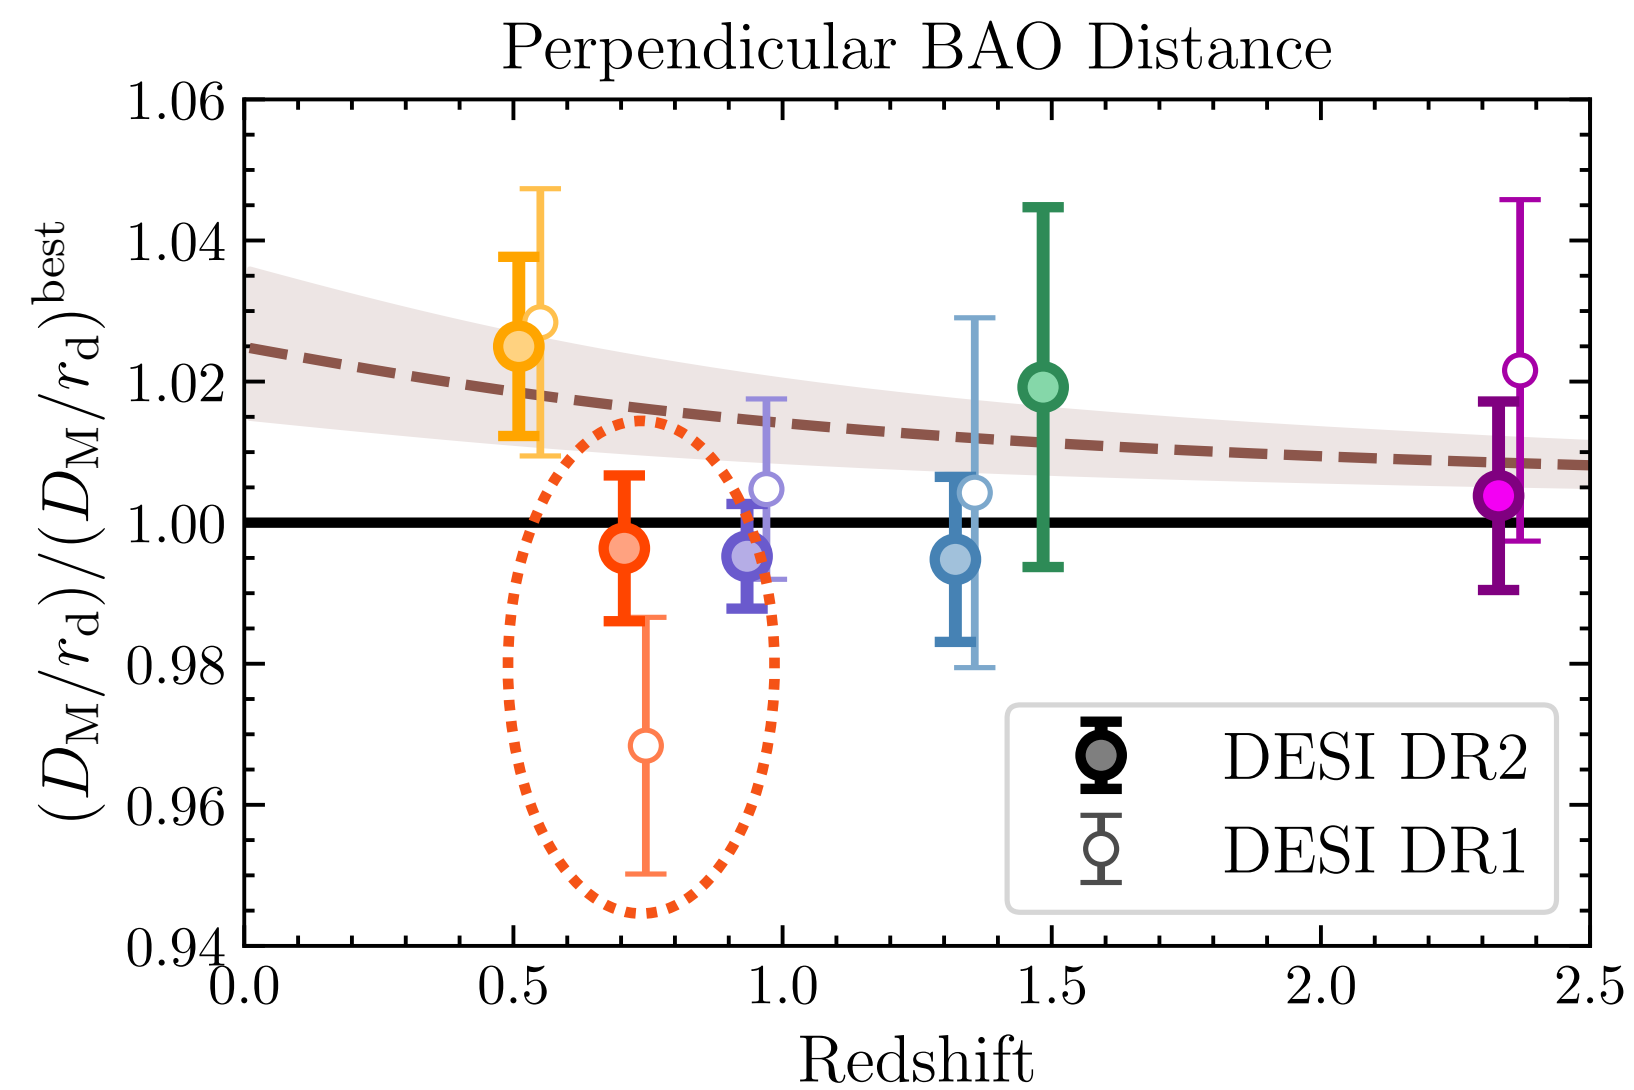 Perpendicular BAO Distance
(D_M/r_d)/(D_M/r_d)^best
1.06
1.04
1.02
1.00
0.98
0.96
0.94
0.0 0.5 1.0 1.5 2.0 2.5
Redshift
DESI DR2
DESI DR1